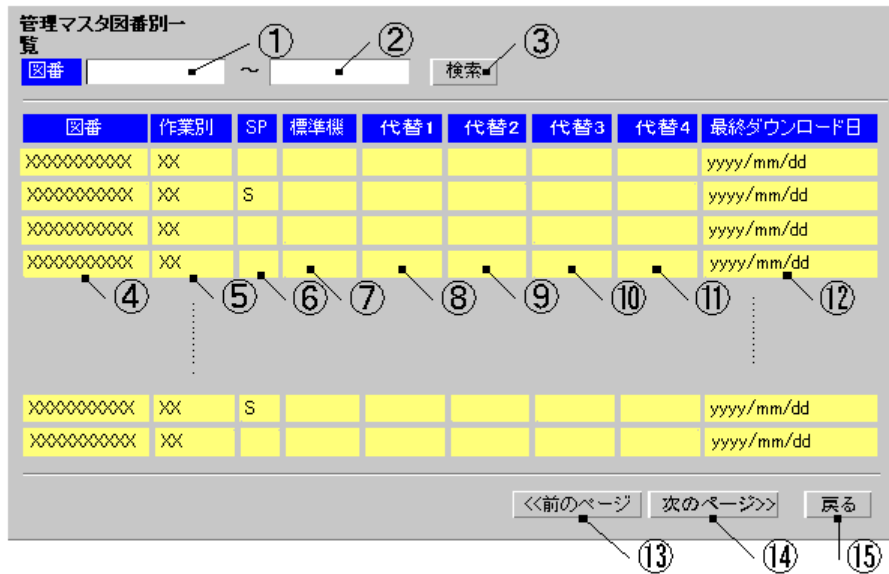 管理マスタ図番別一
覧
① ② ③
図番 ～ 検索
図番 作業別 SP 標準機 代替1 代替2 代替3 代替4 最終ダウンロード日
XXXXXXXXXX XX yyyy/mm/dd
XXXXXXXXXX XX S yyyy/mm/dd
XXXXXXXXXX XX yyyy/mm/dd
XXXXXXXXXX XX yyyy/mm/dd
④ ⑤ ⑥ ⑦ ⑧ ⑨ ⑩ ⑪ ⑫
XXXXXXXXXX XX S yyyy/mm/dd
XXXXXXXXXX XX yyyy/mm/dd
<<前のページ 次のページ>> 戻る
⑬ ⑭ ⑮